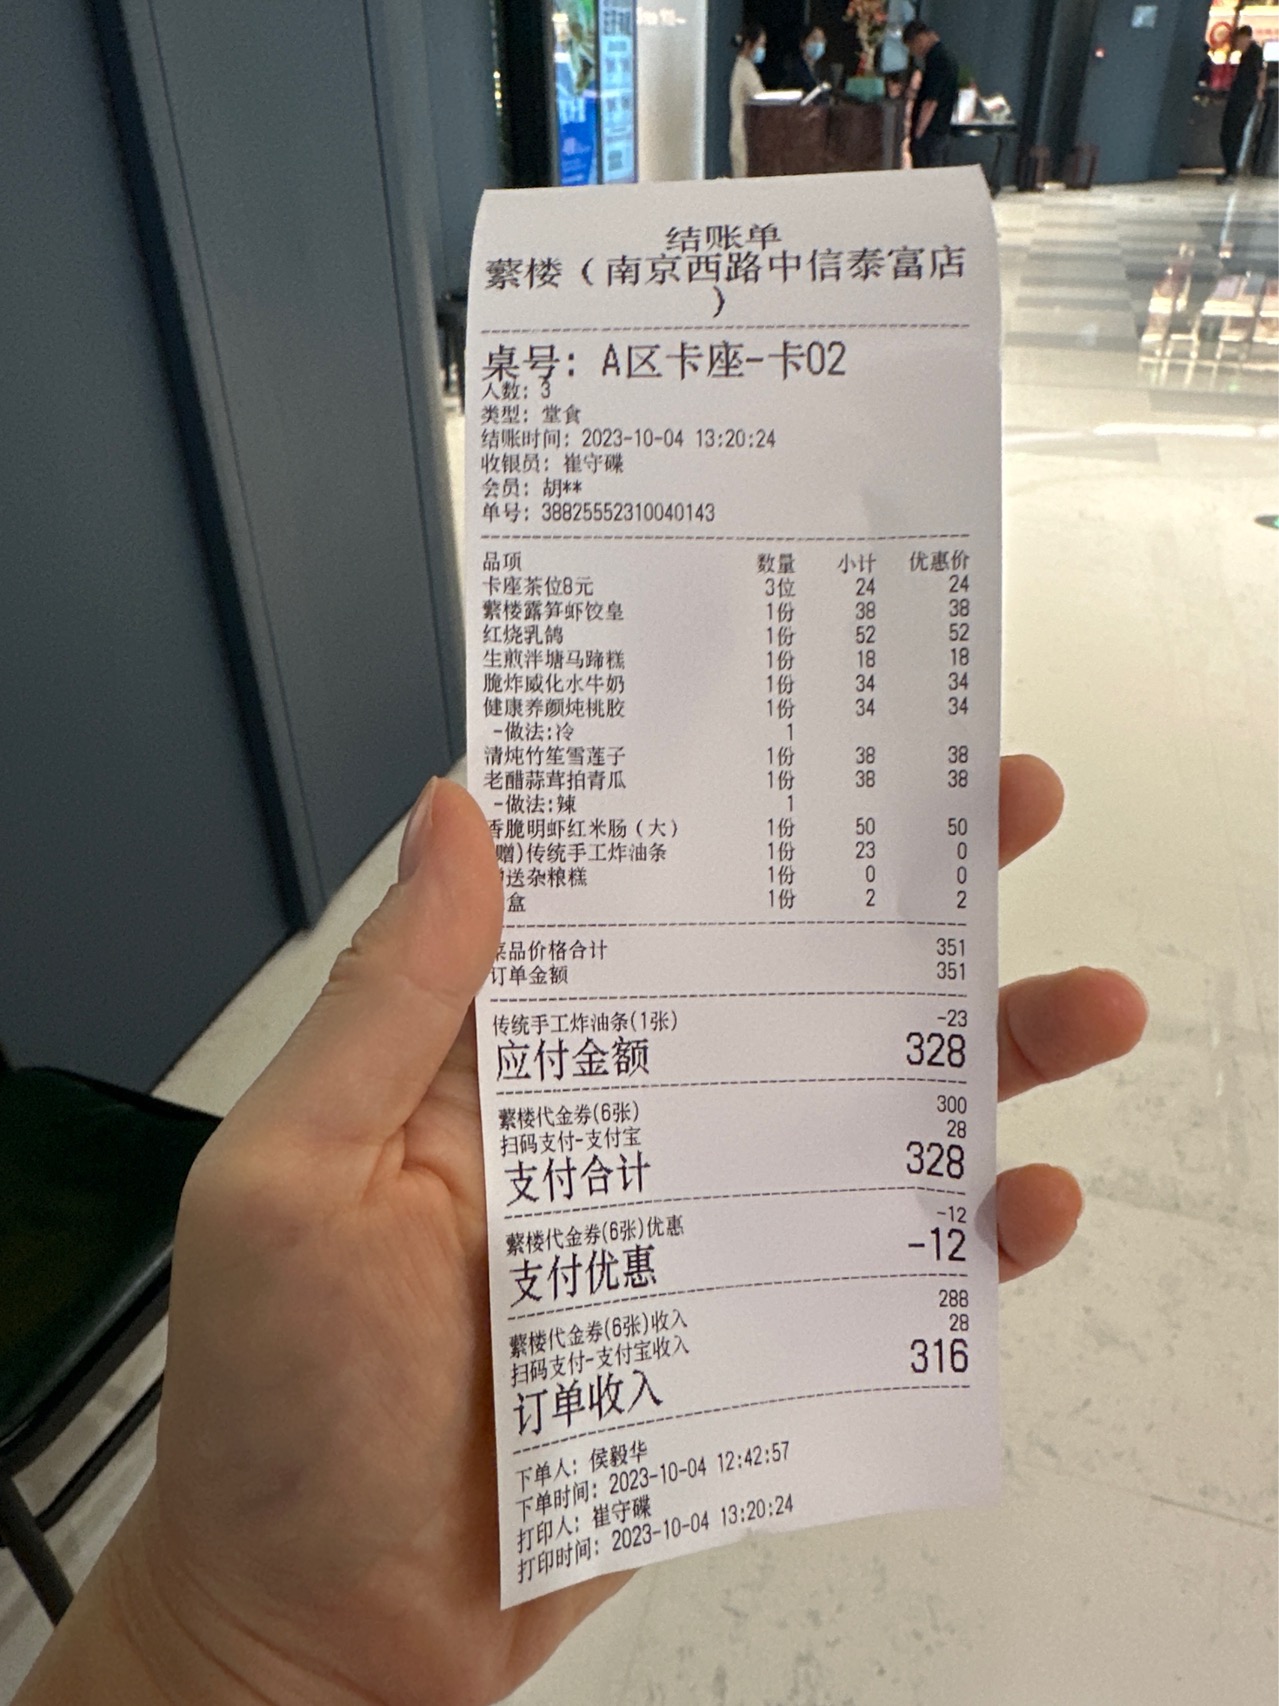 结账单
蘩楼（南京西路中信泰富店
）
桌号: A区卡座-卡02
人数: 3
类型: 堂食
结账时间: 2023-10-04 13:20:24
收银员: 崔守碟
会员: 胡**
单号: 38825552310040143
品项 数量 小计 优惠价
卡座茶位8元 3位 24 24
蘩楼露笋虾饺皇 1份 38 38
红烧乳鸽 1份 52 52
生煎泮塘马蹄糕 1份 18 18
脆炸威化水牛奶 1份 34 34
健康养颜炖桃胶 1份 34 34
-做法:冷 1
清炖竹笙雪莲子 1份 38 38
老醋蒜茸拍青瓜 1份 38 38
-做法:辣 1
香脆明虾红米肠（大） 1份 50 50
赠)传统手工炸油条 1份 23 0
送杂粮糕 1份 0 0
盒 1份 2 2
菜品价格合计 351
订单金额 351
传统手工炸油条(1张) -23
应付金额 328
蘩楼代金券(6张) 300
扫码支付-支付宝 28
支付合计 328
蘩楼代金券(6张)优惠 -12
支付优惠 -12
蘩楼代金券(6张)收入 288
扫码支付-支付宝收入 28
订单收入 316
下单人: 侯毅华
下单时间: 2023-10-04 12:42:57
打印人: 崔守碟
打印时间: 2023-10-04 13:20:24